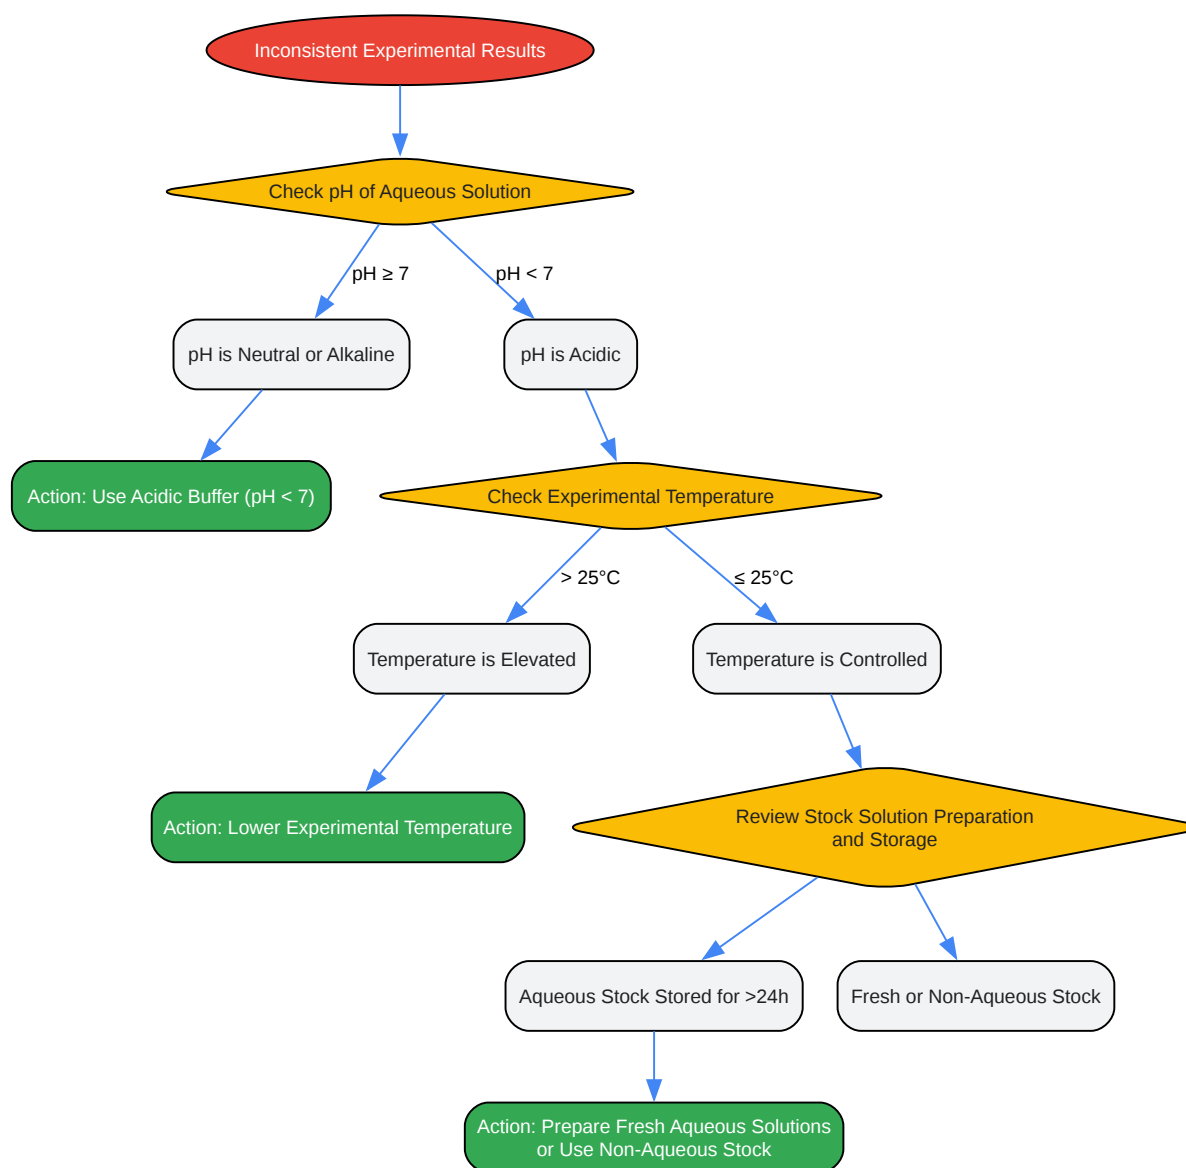 Inconsistent Experimental Results
Check pH of Aqueous Solution
pH ≥ 7
pH < 7
pH is Neutral or Alkaline
pH is Acidic
Action: Use Acidic Buffer (pH < 7)
Check Experimental Temperature
> 25°C
≤ 25°C
Temperature is Elevated
Temperature is Controlled
Action: Lower Experimental Temperature
Review Stock Solution Preparation
and Storage
Aqueous Stock Stored for >24h
Fresh or Non-Aqueous Stock
Action: Prepare Fresh Aqueous Solutions
or Use Non-Aqueous Stock